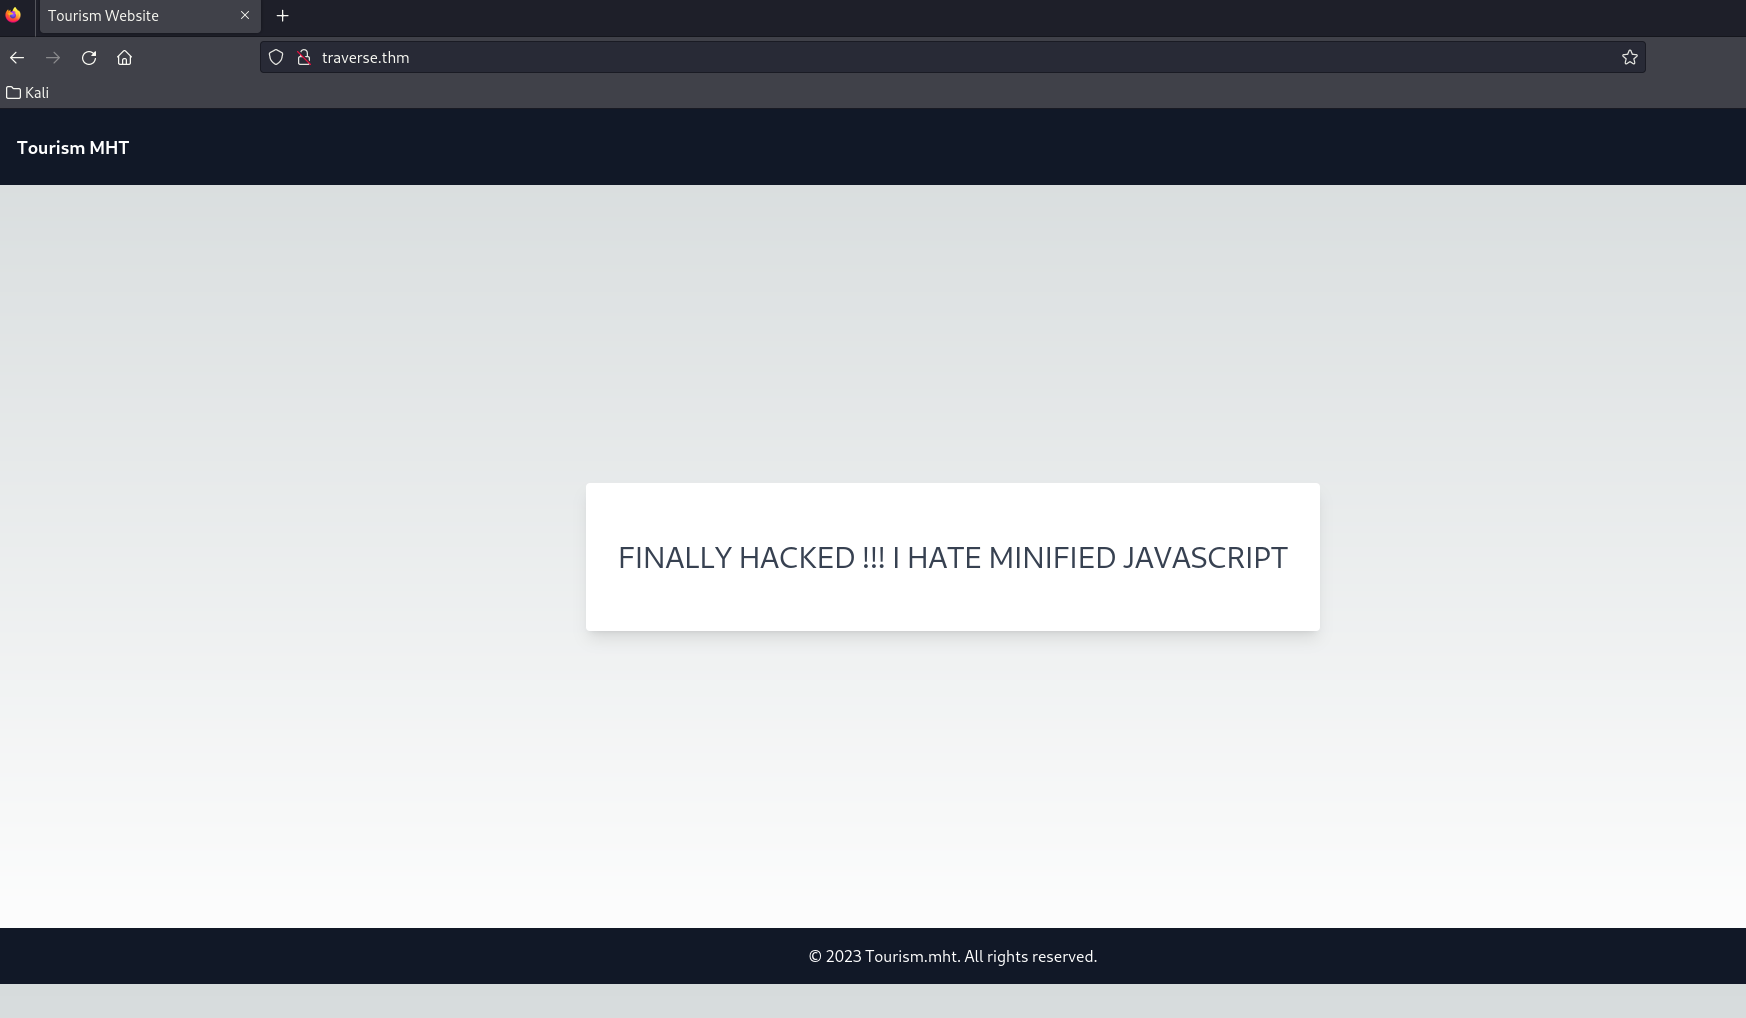 Tourism Website
traverse.thm
Kali
Tourism MHT
FINALLY HACKED !!! I HATE MINIFIED JAVASCRIPT
© 2023 Tourism.mht. All rights reserved.